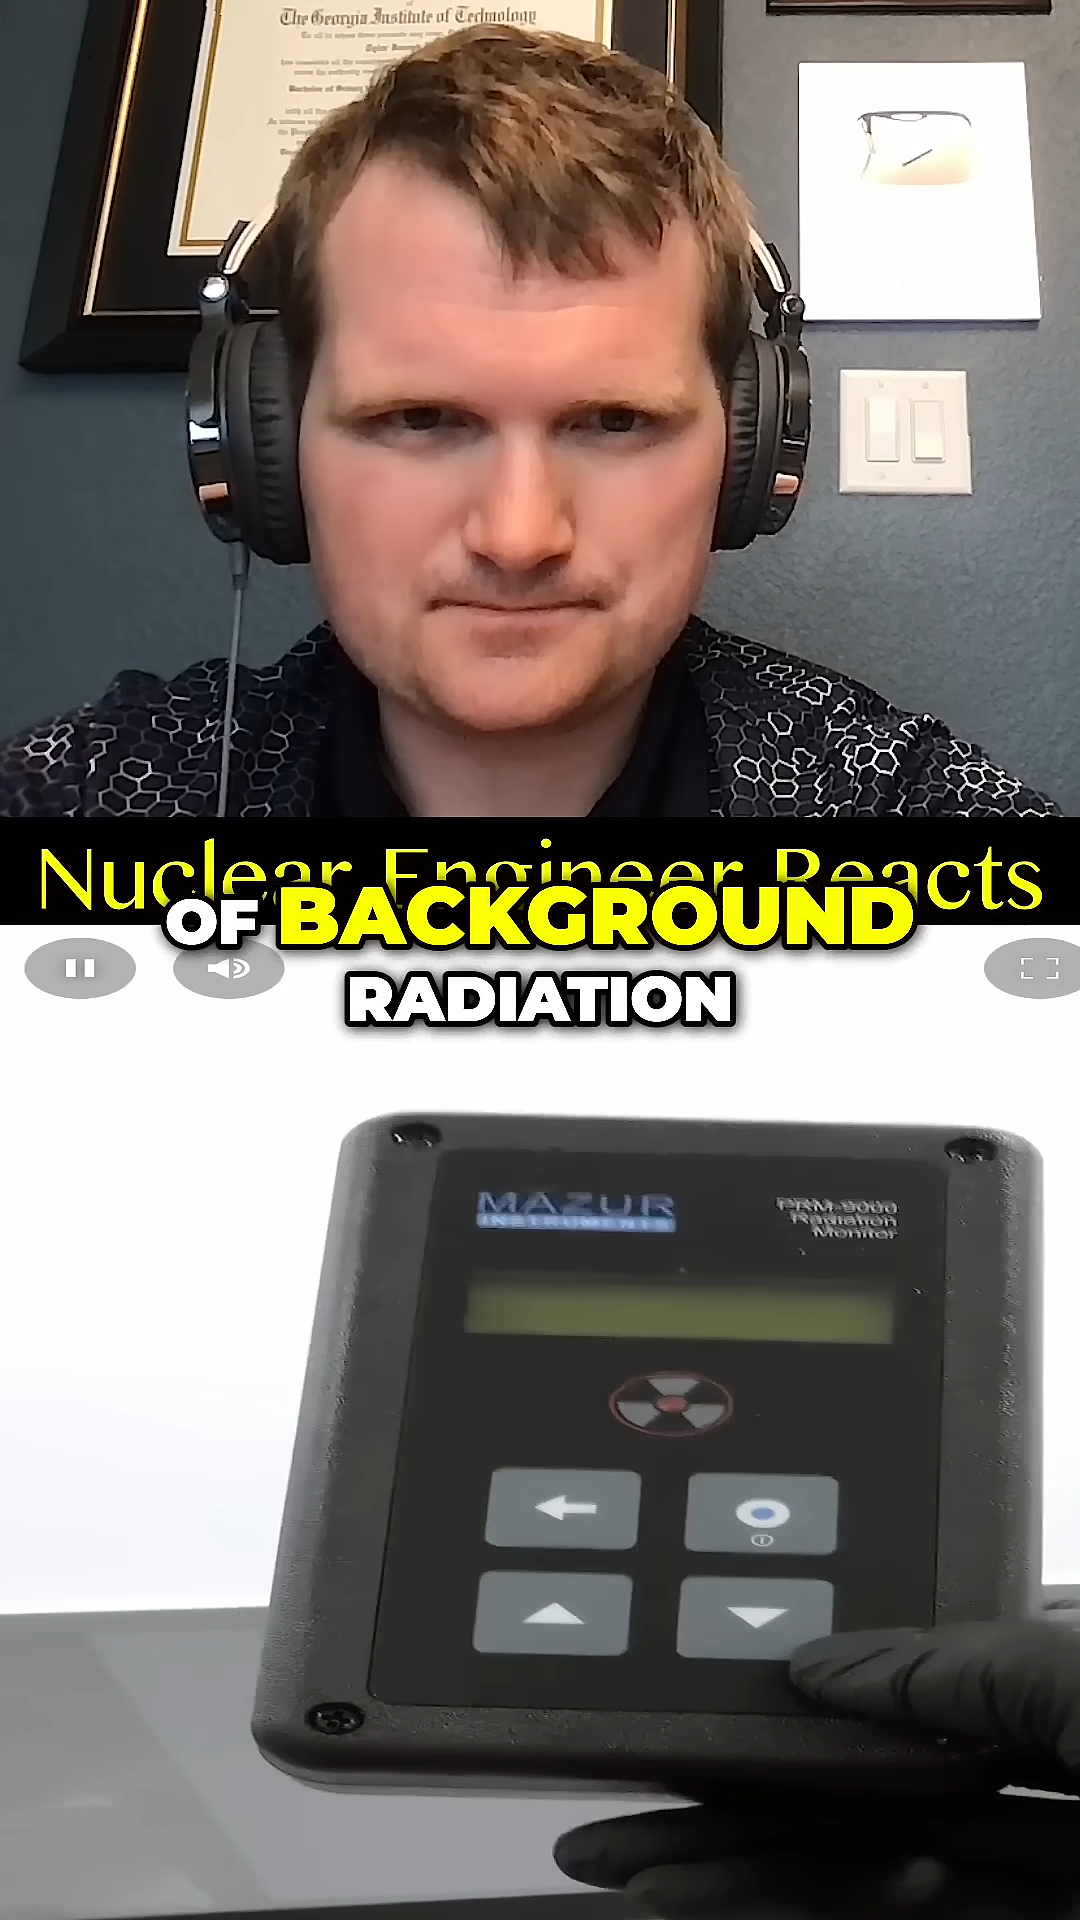 The Georgia Institute of Technology
Nuclear Engineer Reacts
OF BACKGROUND
RADIATION
MAZUR
INSTRUMENTS
PRM-9000
Radiation
Monitor